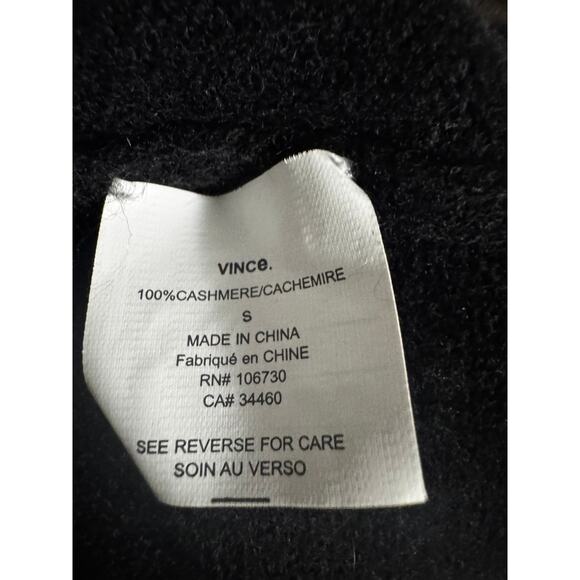 VINCe.
100%CASHMERE/CACHEMIRE
S
MADE IN CHINA
Fabriqué en CHINE
RN# 106730
CA# 34460
SEE REVERSE FOR CARE
SOIN AU VERSO